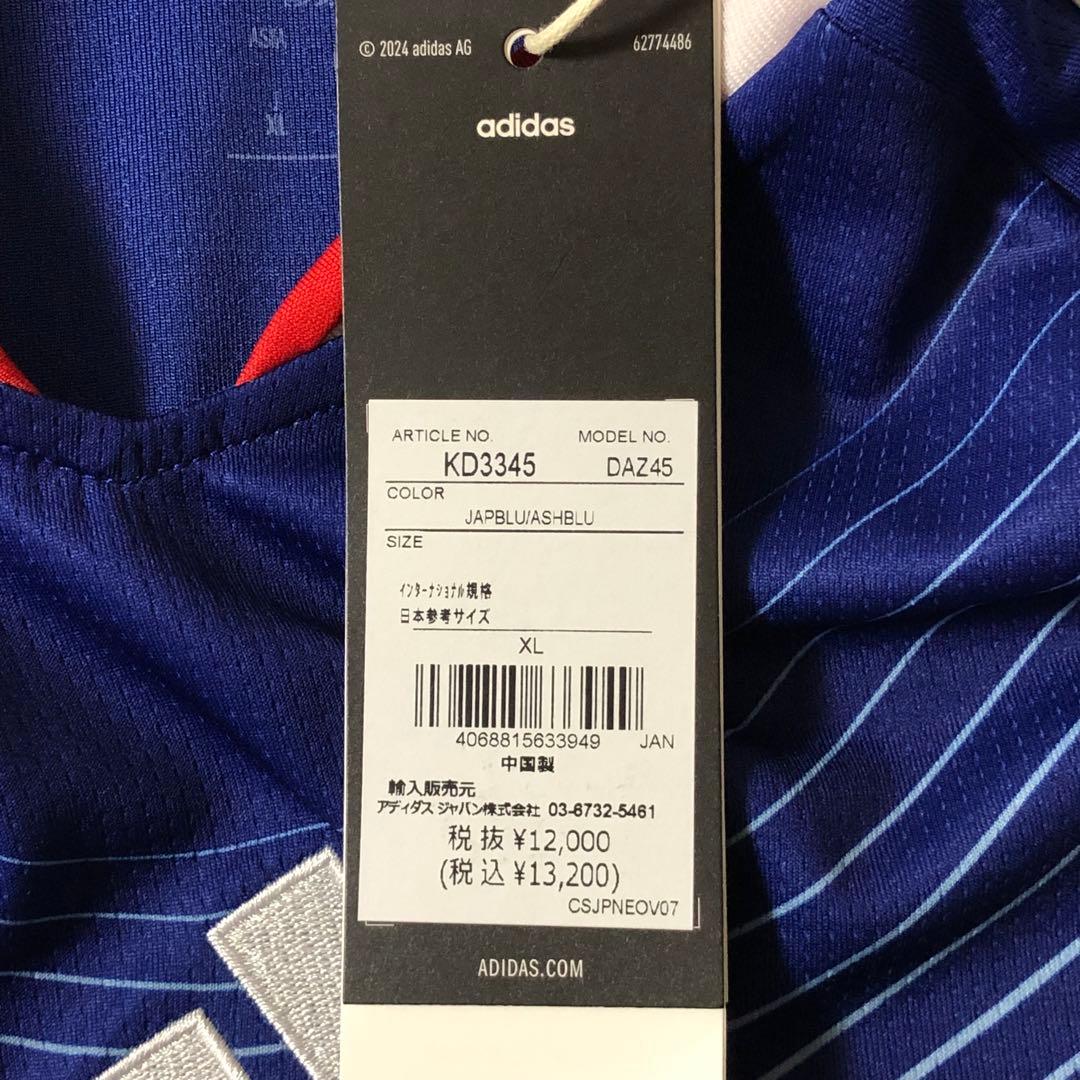 ASIA
J
XL
© 2024 adidas AG
62774486
adidas
ARTICLE NO. MODEL NO.
KD3345 DAZ45
COLOR
JAPBLU/ASHBLU
SIZE
ｲﾝﾀｰﾅｼｮﾅﾙ規格
日本参考サイズ
XL
4068815633949 JAN
中国製
輸入販売元
アディダス ジャパン株式会社 03-6732-5461
税抜 ¥12,000
(税込 ¥13,200)
CSJPNEOV07
ADIDAS.COM